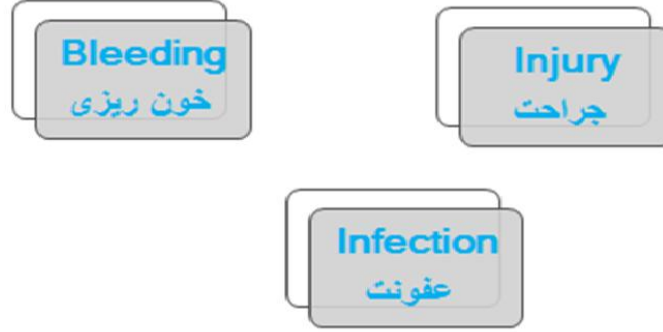 Bleeding
خون ریزی
Injury
جراحت
Infection
عفونت